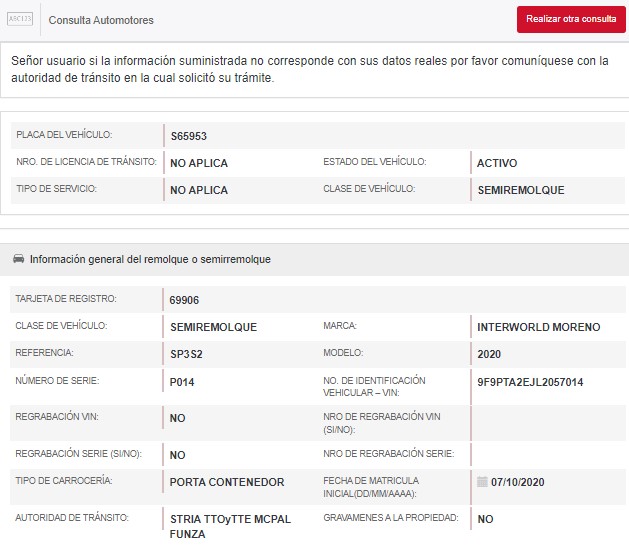 ASC123 Consulta Automotores Realizar otra consulta
Señor usuario si la información suministrada no corresponde con sus datos reales por favor comuníquese con la
autoridad de tránsito en la cual solicitó su trámite.
PLACA DEL VEHÍCULO: S65953
NRO. DE LICENCIA DE TRÁNSITO: NO APLICA ESTADO DEL VEHÍCULO: ACTIVO
TIPO DE SERVICIO: NO APLICA CLASE DE VEHÍCULO: SEMIREMOLQUE
Información general del remolque o semirremolque
TARJETA DE REGISTRO: 69906
CLASE DE VEHÍCULO: SEMIREMOLQUE MARCA: INTERWORLD MORENO
REFERENCIA: SP3S2 MODELO: 2020
NÚMERO DE SERIE: P014 NO. DE IDENTIFICACIÓN
VEHICULAR – VIN: 9F9PTA2EJL2057014
REGRABACIÓN VIN: NO NRO DE REGRABACIÓN VIN
(SI/NO):
REGRABACIÓN SERIE (SI/NO): NO NRO DE REGRABACIÓN SERIE:
TIPO DE CARROCERÍA: PORTA CONTENEDOR FECHA DE MATRICULA
INICIAL(DD/MM/AAAA): 07/10/2020
AUTORIDAD DE TRÁNSITO: STRIA TTOyTTE MCPAL
FUNZA GRAVAMENES A LA PROPIEDAD: NO